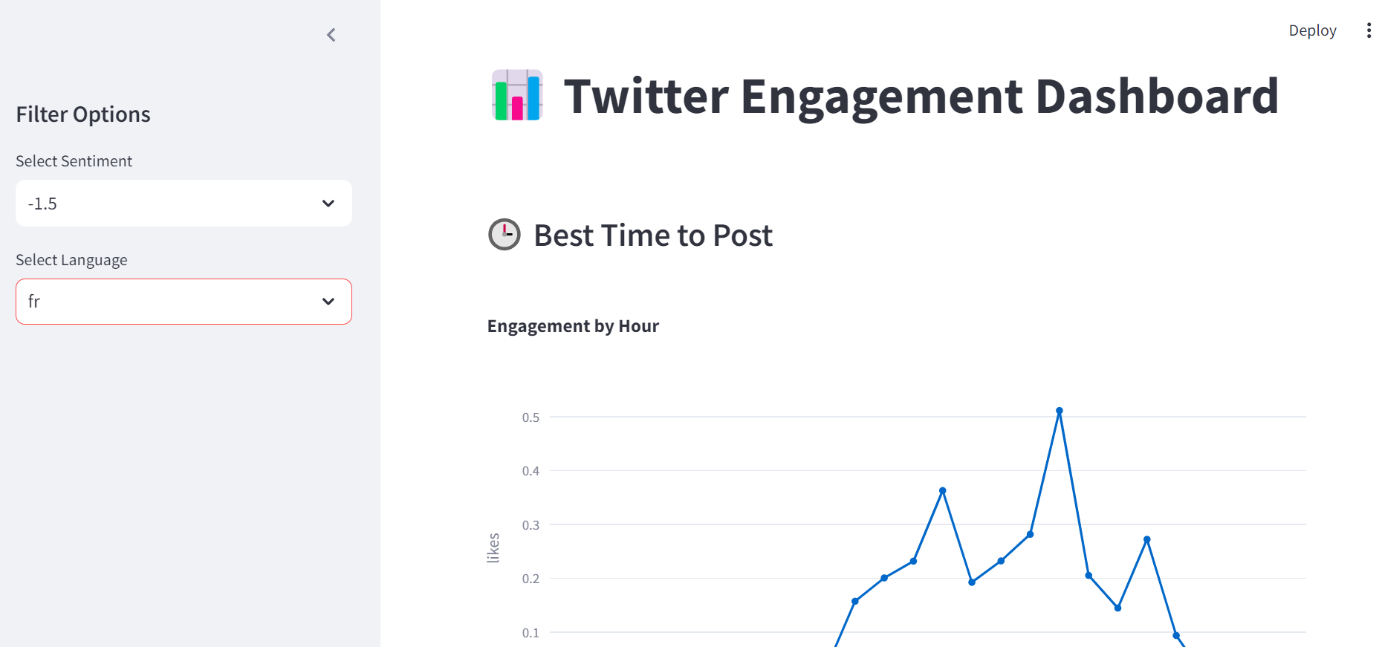 Deploy
Filter Options
Select Sentiment
-1.5
Select Language
fr
Twitter Engagement Dashboard
Best Time to Post
Engagement by Hour
0.5
0.4
0.3
0.2
0.1
likes